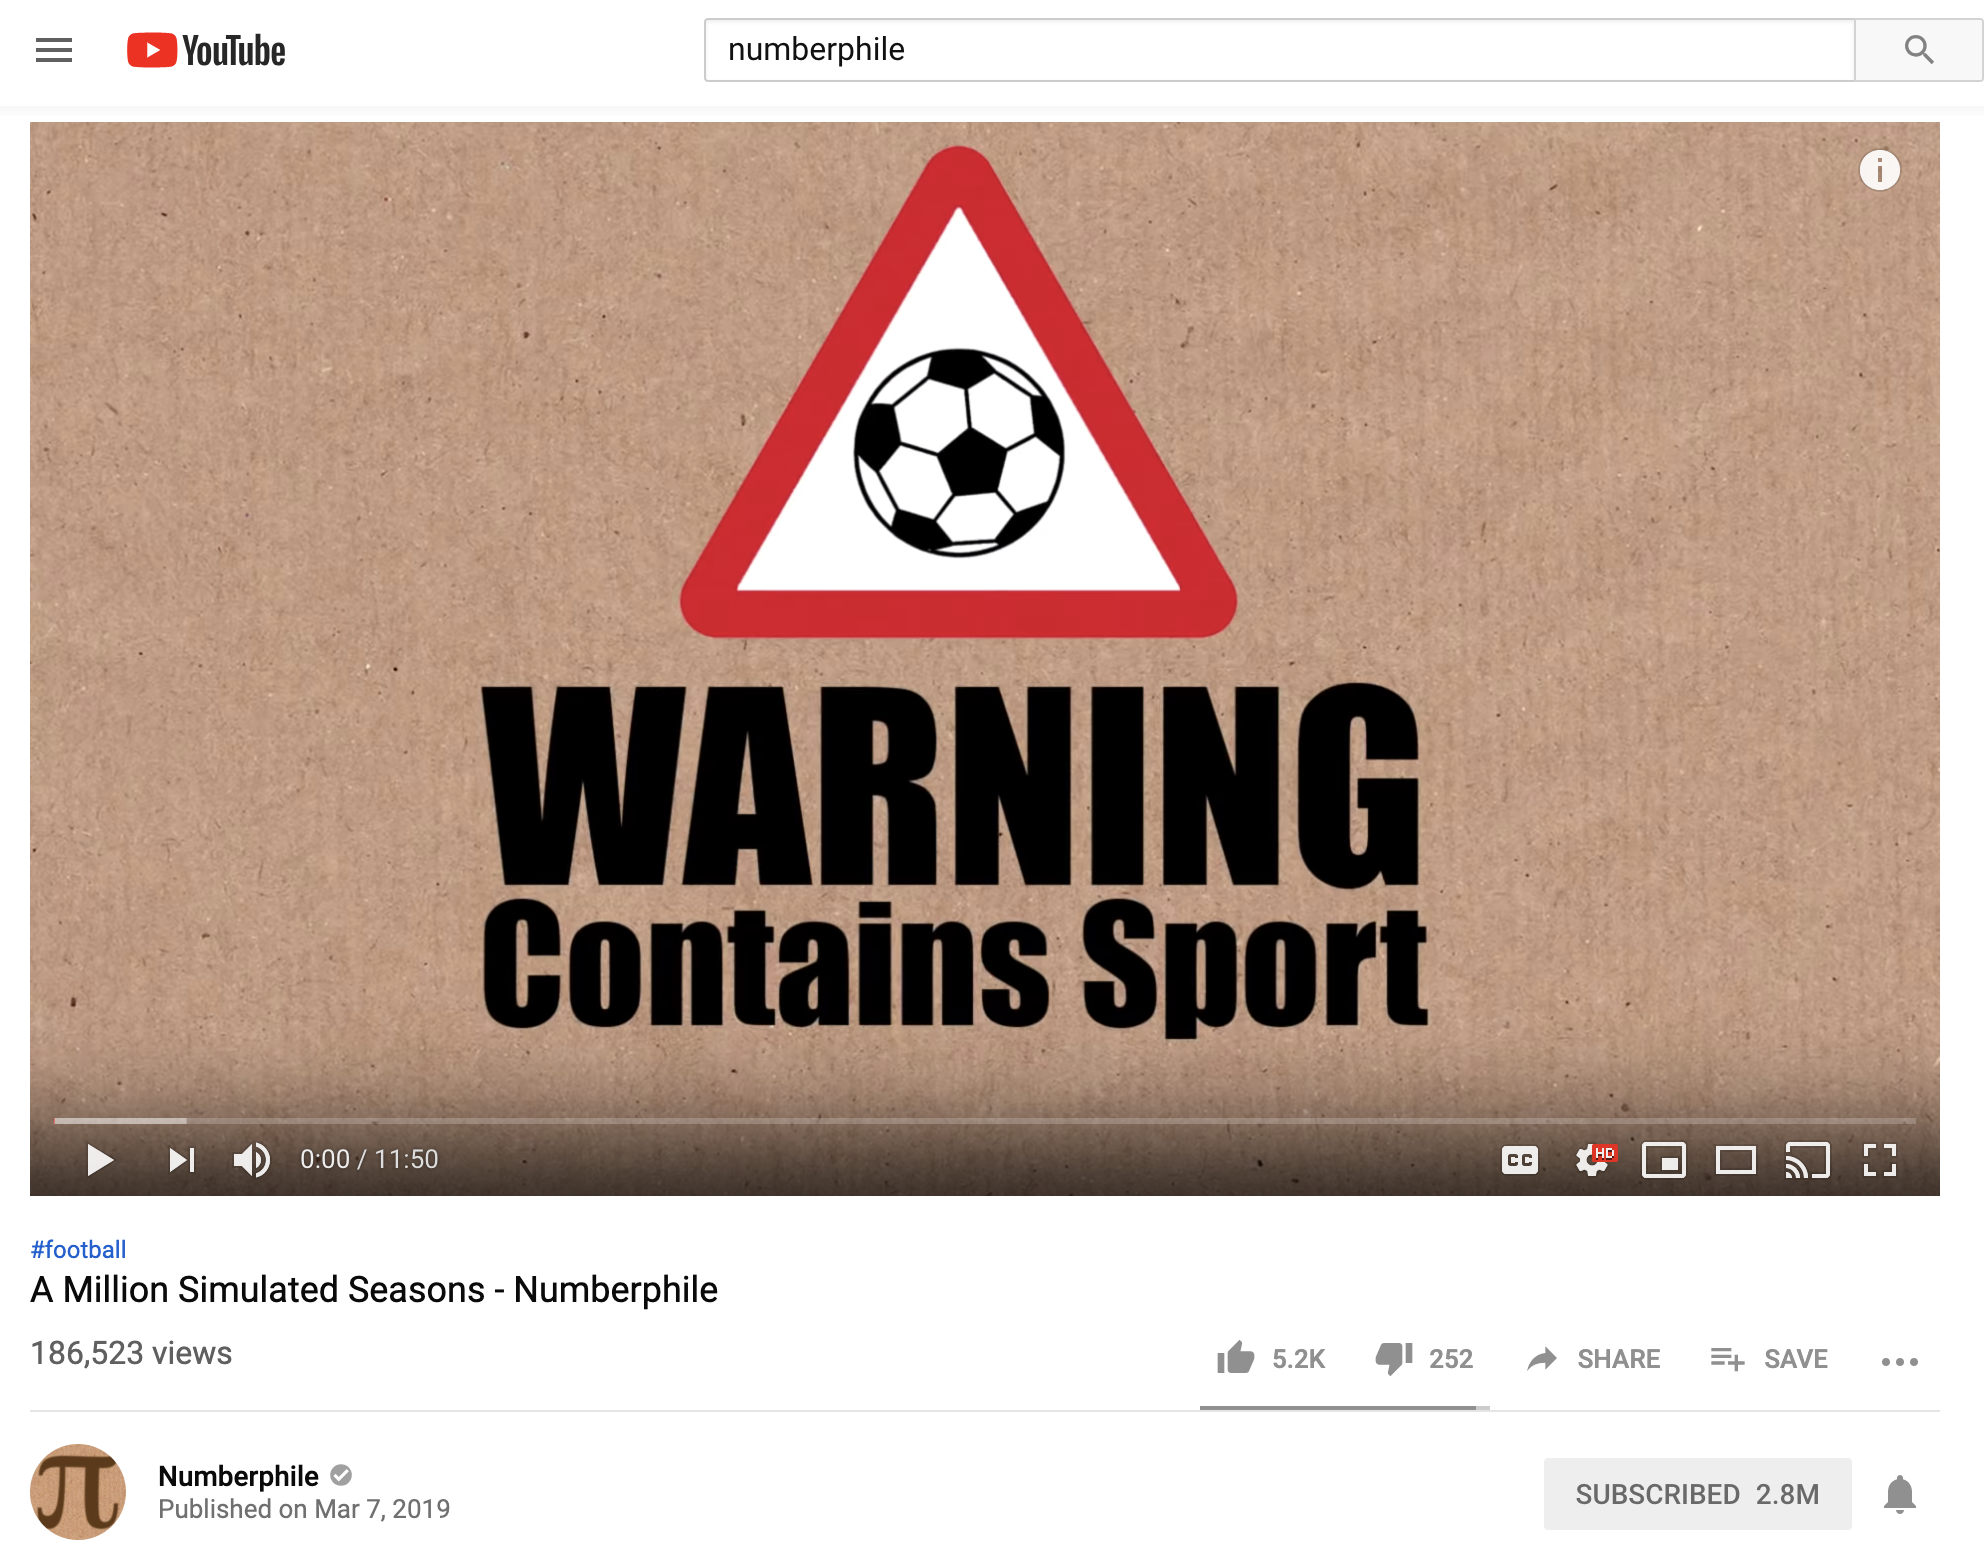 YouTube
numberphile
i
WARNING
Contains Sport
0:00 / 11:50
CC
HD
#football
A Million Simulated Seasons - Numberphile
186,523 views
5.2K
252
SHARE
SAVE
π
Numberphile
Published on Mar 7, 2019
SUBSCRIBED 2.8M